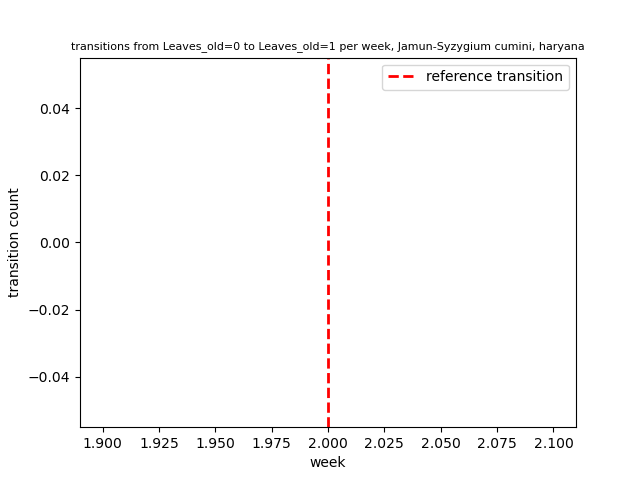 transitions from Leaves_old=0 to Leaves_old=1 per week, Jamun-Syzygium cumini, haryana
reference transition
0.04
0.02
0.00
−0.02
−0.04
transition count
1.900 1.925 1.950 1.975 2.000 2.025 2.050 2.075 2.100
week